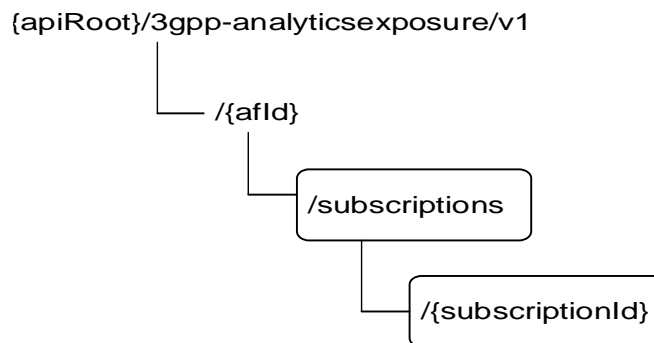 {apiRoot}/3gpp-analyticsexposure/v1
/{afId}
/subscriptions
/{subscriptionId}